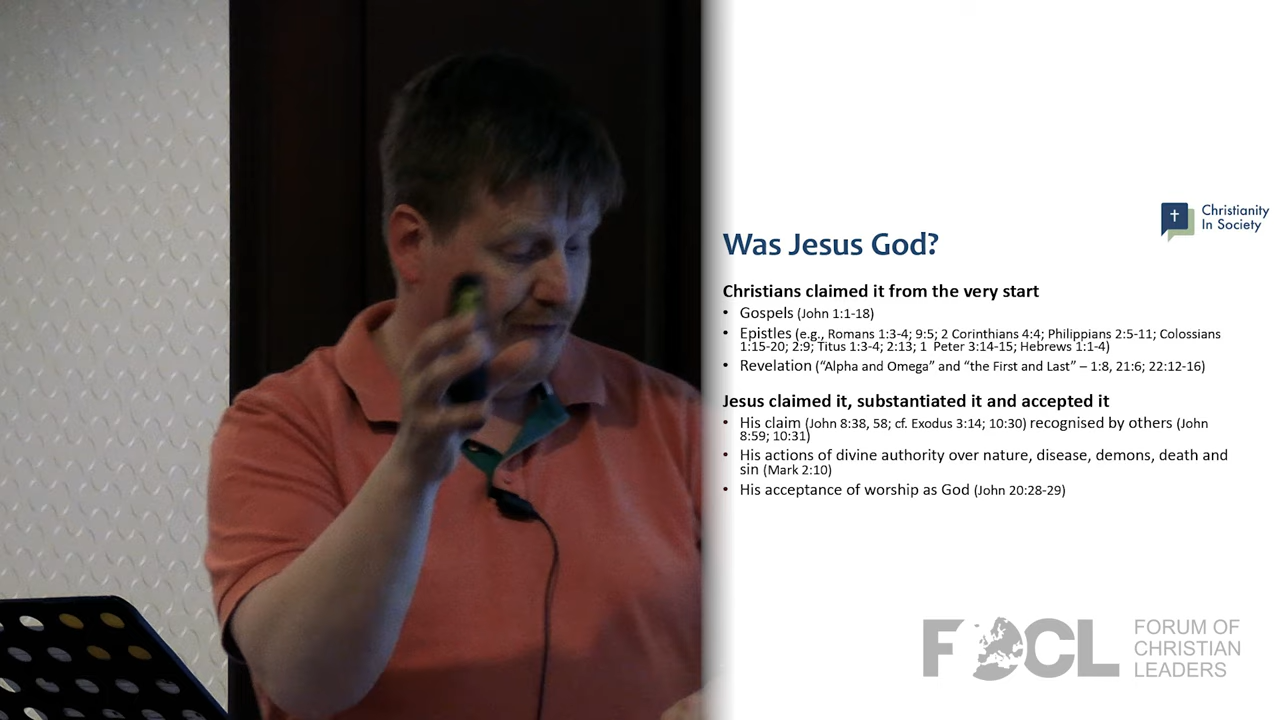 Christianity
In Society
Was Jesus God?
Christians claimed it from the very start
• Gospels (John 1:1-18)
• Epistles (e.g., Romans 1:3-4; 9:5; 2 Corinthians 4:4; Philippians 2:5-11; Colossians
1:15-20; 2:9; Titus 1:3-4; 2:13; 1 Peter 3:14-15; Hebrews 1:1-4)
• Revelation (“Alpha and Omega” and “the First and Last” – 1:8, 21:6; 22:12-16)
Jesus claimed it, substantiated it and accepted it
• His claim (John 8:38, 58; cf. Exodus 3:14; 10:30) recognised by others (John
8:59; 10:31)
• His actions of divine authority over nature, disease, demons, death and
sin (Mark 2:10)
• His acceptance of worship as God (John 20:28-29)
FOCL
FORUM OF
CHRISTIAN
LEADERS